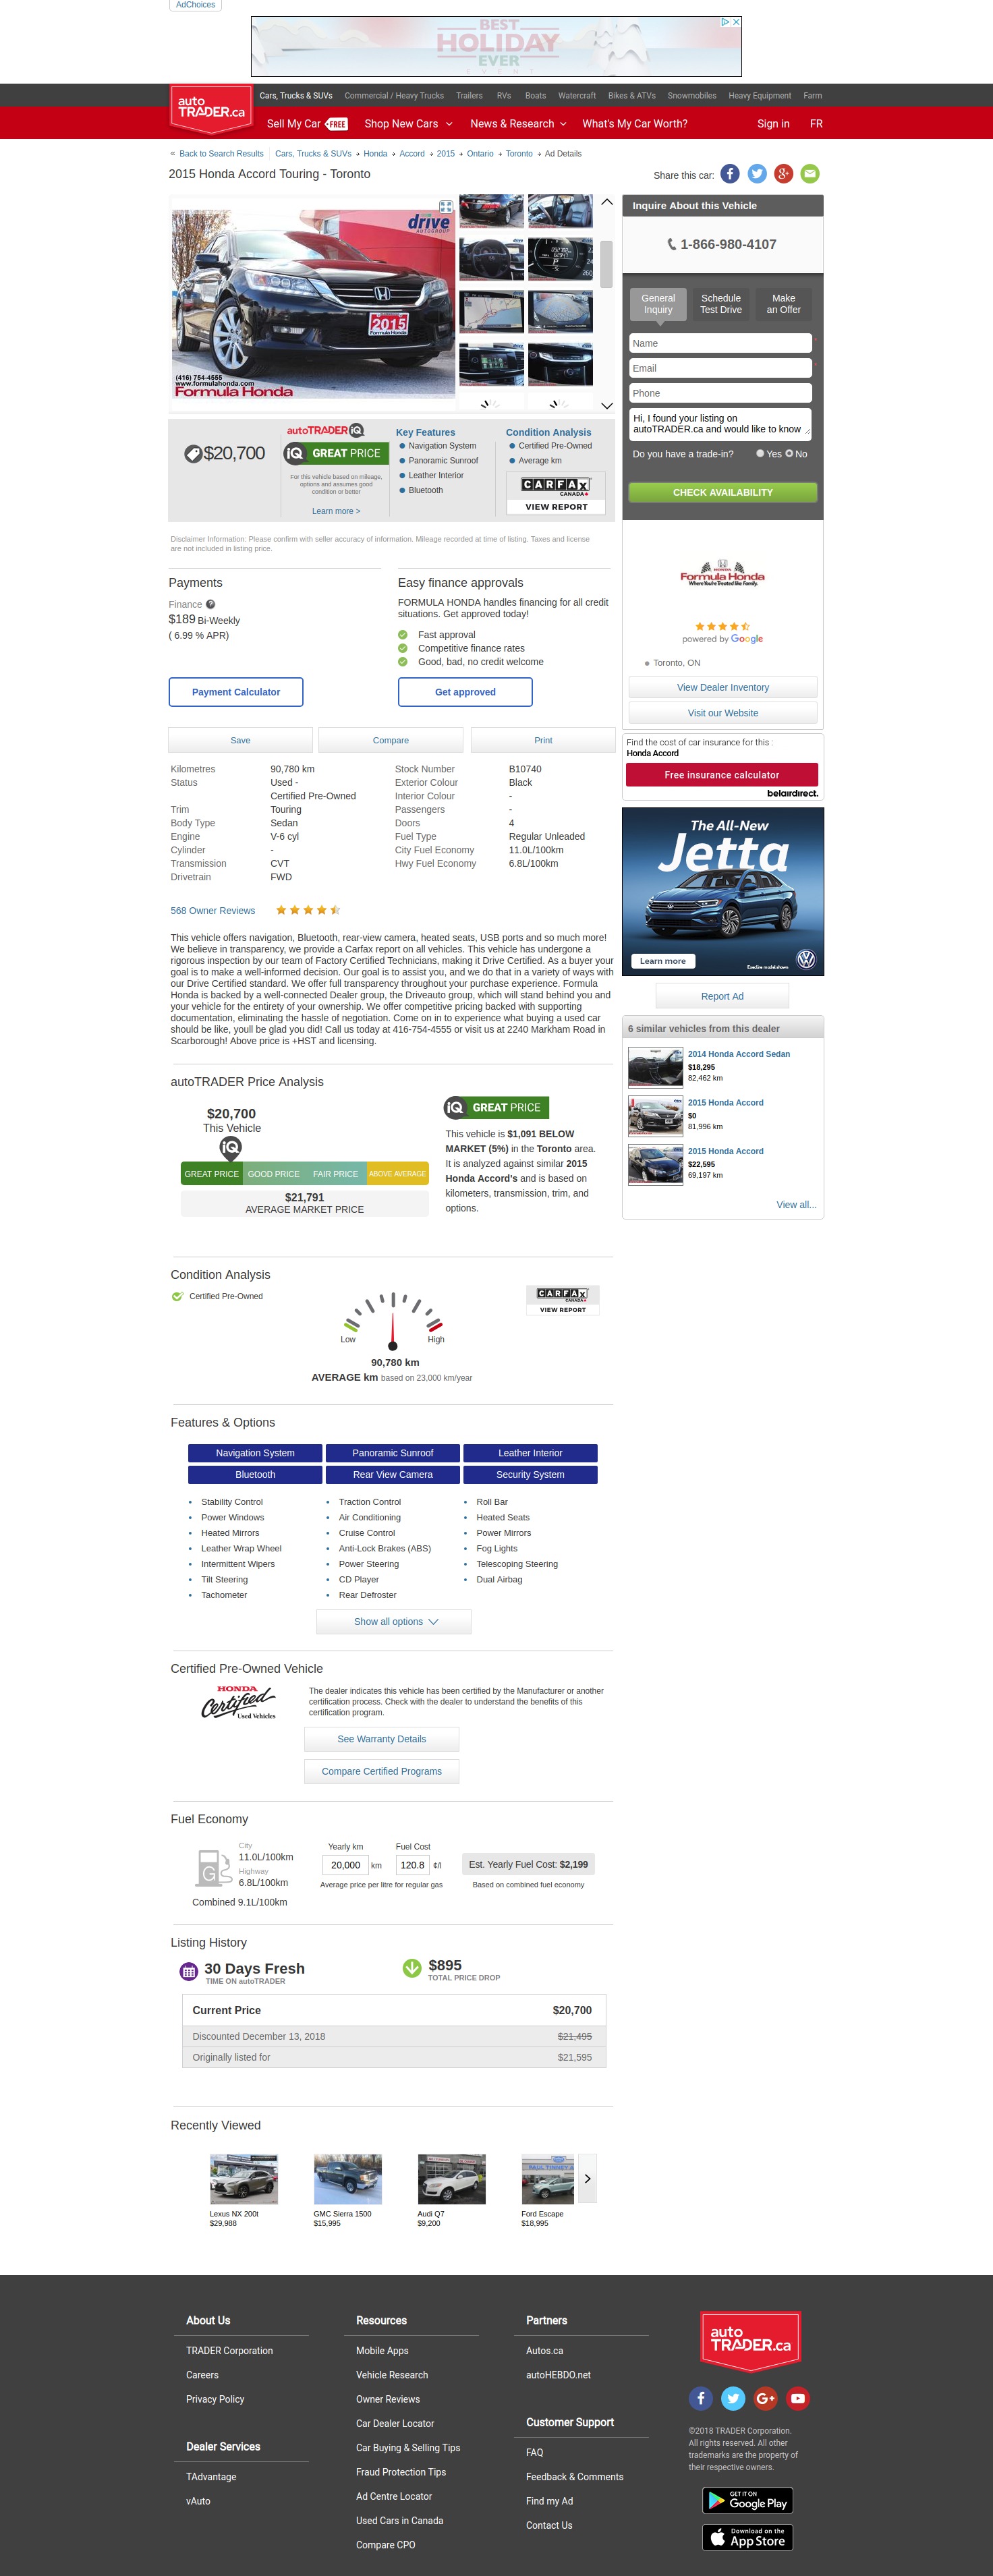 AdChoices
BEST
HOLIDAY
EVER
EVENT
auto
TRADER.ca
Cars, Trucks & SUVs Commercial / Heavy Trucks Trailers RVs Boats Watercraft Bikes & ATVs Snowmobiles Heavy Equipment Farm
Sell My Car FREE Shop New Cars News & Research What's My Car Worth? Sign in FR
« Back to Search Results Cars, Trucks & SUVs Honda Accord 2015 Ontario Toronto Ad Details
2015 Honda Accord Touring - Toronto
Share this car:
drive
AUTOGROUP
2015
Formula Honda
(416) 754-4555
www.formulahonda.com
Formula Honda
Inquire About this Vehicle
1-866-980-4107
General
Inquiry
Schedule
Test Drive
Make
an Offer
Name
Email
Phone
Hi, I found your listing on
autoTRADER.ca and would like to know
Do you have a trade-in? Yes No
CHECK AVAILABILITY
$20,700
autoTRADER iQ
iQ GREAT PRICE
For this vehicle based on mileage,
options and assumes good
condition or better
Learn more >
Key Features
Navigation System
Panoramic Sunroof
Leather Interior
Bluetooth
Condition Analysis
Certified Pre-Owned
Average km
CARFAX
CANADA
VIEW REPORT
Disclaimer Information: Please confirm with seller accuracy of information. Mileage recorded at time of listing. Taxes and license
are not included in listing price.
Payments
Finance ?
$189 Bi-Weekly
( 6.99 % APR)
Payment Calculator
Easy finance approvals
FORMULA HONDA handles financing for all credit
situations. Get approved today!
Fast approval
Competitive finance rates
Good, bad, no credit welcome
Get approved
HONDA
Formula Honda
Where You're Treated like Family.
powered by Google
Toronto, ON
View Dealer Inventory
Visit our Website
Save
Compare
Print
Find the cost of car insurance for this :
Honda Accord
Free insurance calculator
belairdirect.
Kilometres 90,780 km
Status Used -
Certified Pre-Owned
Trim Touring
Body Type Sedan
Engine V-6 cyl
Cylinder -
Transmission CVT
Drivetrain FWD
Stock Number B10740
Exterior Colour Black
Interior Colour -
Passengers -
Doors 4
Fuel Type Regular Unleaded
City Fuel Economy 11.0L/100km
Hwy Fuel Economy 6.8L/100km
The All-New
Jetta
Learn more
Execline model shown
Report Ad
568 Owner Reviews
This vehicle offers navigation, Bluetooth, rear-view camera, heated seats, USB ports and so much more!
We believe in transparency, we provide a Carfax report on all vehicles. This vehicle has undergone a
rigorous inspection by our team of Factory Certified Technicians, making it Drive Certified. As a buyer your
goal is to make a well-informed decision. Our goal is to assist you, and we do that in a variety of ways with
our Drive Certified standard. We offer full transparency throughout your purchase experience. Formula
Honda is backed by a well-connected Dealer group, the Driveauto group, which will stand behind you and
your vehicle for the entirety of your ownership. We offer competitive pricing backed with supporting
documentation, eliminating the hassle of negotiation. Come on in to experience what buying a used car
should be like, youll be glad you did! Call us today at 416-754-4555 or visit us at 2240 Markham Road in
Scarborough! Above price is +HST and licensing.
6 similar vehicles from this dealer
2014 Honda Accord Sedan
$18,295
82,462 km
2015 Honda Accord
$0
81,996 km
2015 Honda Accord
$22,595
69,197 km
View all...
autoTRADER Price Analysis
$20,700
This Vehicle
iQ
GREAT PRICE GOOD PRICE FAIR PRICE ABOVE AVERAGE
$21,791
AVERAGE MARKET PRICE
iQ GREAT PRICE
This vehicle is $1,091 BELOW
MARKET (5%) in the Toronto area.
It is analyzed against similar 2015
Honda Accord's and is based on
kilometers, transmission, trim, and
options.
Condition Analysis
Certified Pre-Owned
Low High
90,780 km
AVERAGE km based on 23,000 km/year
CARFAX
CANADA
VIEW REPORT
Features & Options
Navigation System Panoramic Sunroof Leather Interior
Bluetooth Rear View Camera Security System
Stability Control Traction Control Roll Bar
Power Windows Air Conditioning Heated Seats
Heated Mirrors Cruise Control Power Mirrors
Leather Wrap Wheel Anti-Lock Brakes (ABS) Fog Lights
Intermittent Wipers Power Steering Telescoping Steering
Tilt Steering CD Player Dual Airbag
Tachometer Rear Defroster
Show all options
Certified Pre-Owned Vehicle
HONDA
Certified
Used Vehicles
The dealer indicates this vehicle has been certified by the Manufacturer or another
certification process. Check with the dealer to understand the benefits of this
certification program.
See Warranty Details
Compare Certified Programs
Fuel Economy
G
City
11.0L/100km
Highway
6.8L/100km
Combined 9.1L/100km
Yearly km Fuel Cost
20,000 km 120.8 ¢/l
Average price per litre for regular gas
Est. Yearly Fuel Cost: $2,199
Based on combined fuel economy
Listing History
30 Days Fresh
TIME ON autoTRADER
$895
TOTAL PRICE DROP
Current Price $20,700
Discounted December 13, 2018 $21,495
Originally listed for $21,595
Recently Viewed
Lexus NX 200t
$29,988
GMC Sierra 1500
$15,995
Audi Q7
$9,200
Ford Escape
$18,995
About Us
TRADER Corporation
Careers
Privacy Policy
Dealer Services
TAdvantage
vAuto
Resources
Mobile Apps
Vehicle Research
Owner Reviews
Car Dealer Locator
Car Buying & Selling Tips
Fraud Protection Tips
Ad Centre Locator
Used Cars in Canada
Compare CPO
Partners
Autos.ca
autoHEBDO.net
Customer Support
FAQ
Feedback & Comments
Find my Ad
Contact Us
auto
TRADER.ca
©2018 TRADER Corporation.
All rights reserved. All other
trademarks are the property of
their respective owners.
GET IT ON
Google Play
Download on the
App Store